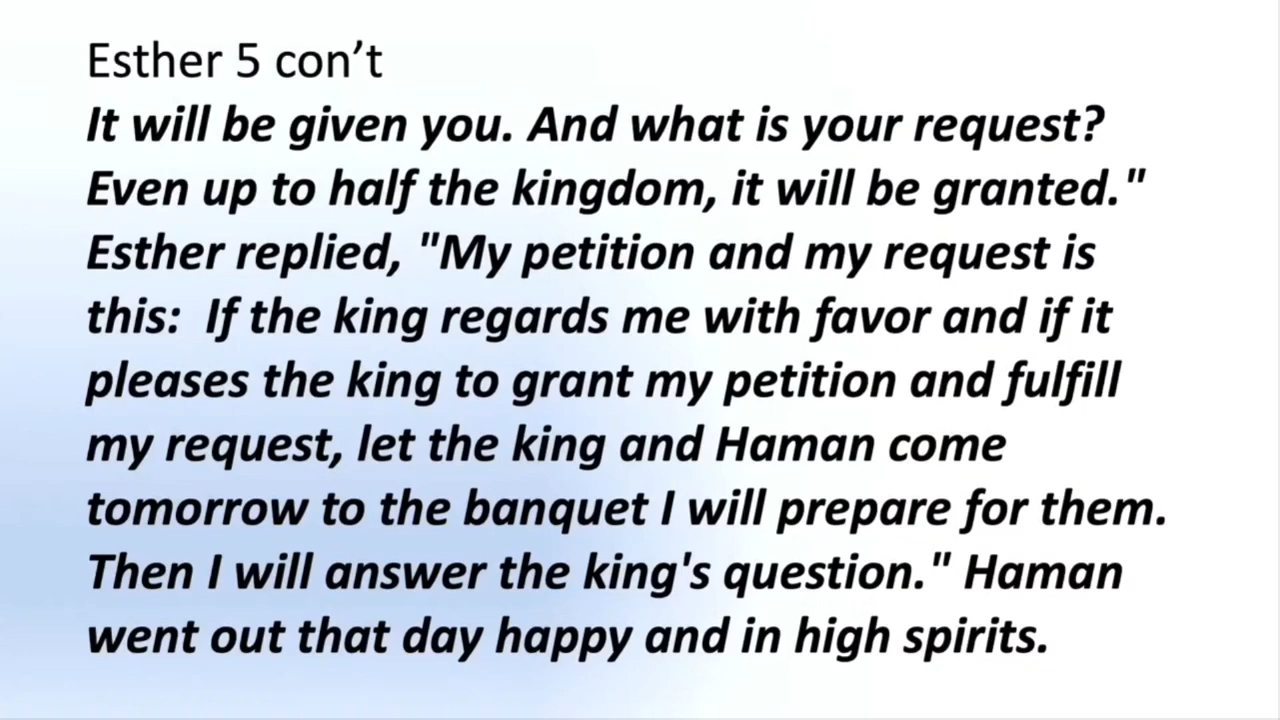 Esther 5 con’t
It will be given you. And what is your request?
Even up to half the kingdom, it will be granted."
Esther replied, "My petition and my request is
this:  If the king regards me with favor and if it
pleases the king to grant my petition and fulfill
my request, let the king and Haman come
tomorrow to the banquet I will prepare for them.
Then I will answer the king's question." Haman
went out that day happy and in high spirits.